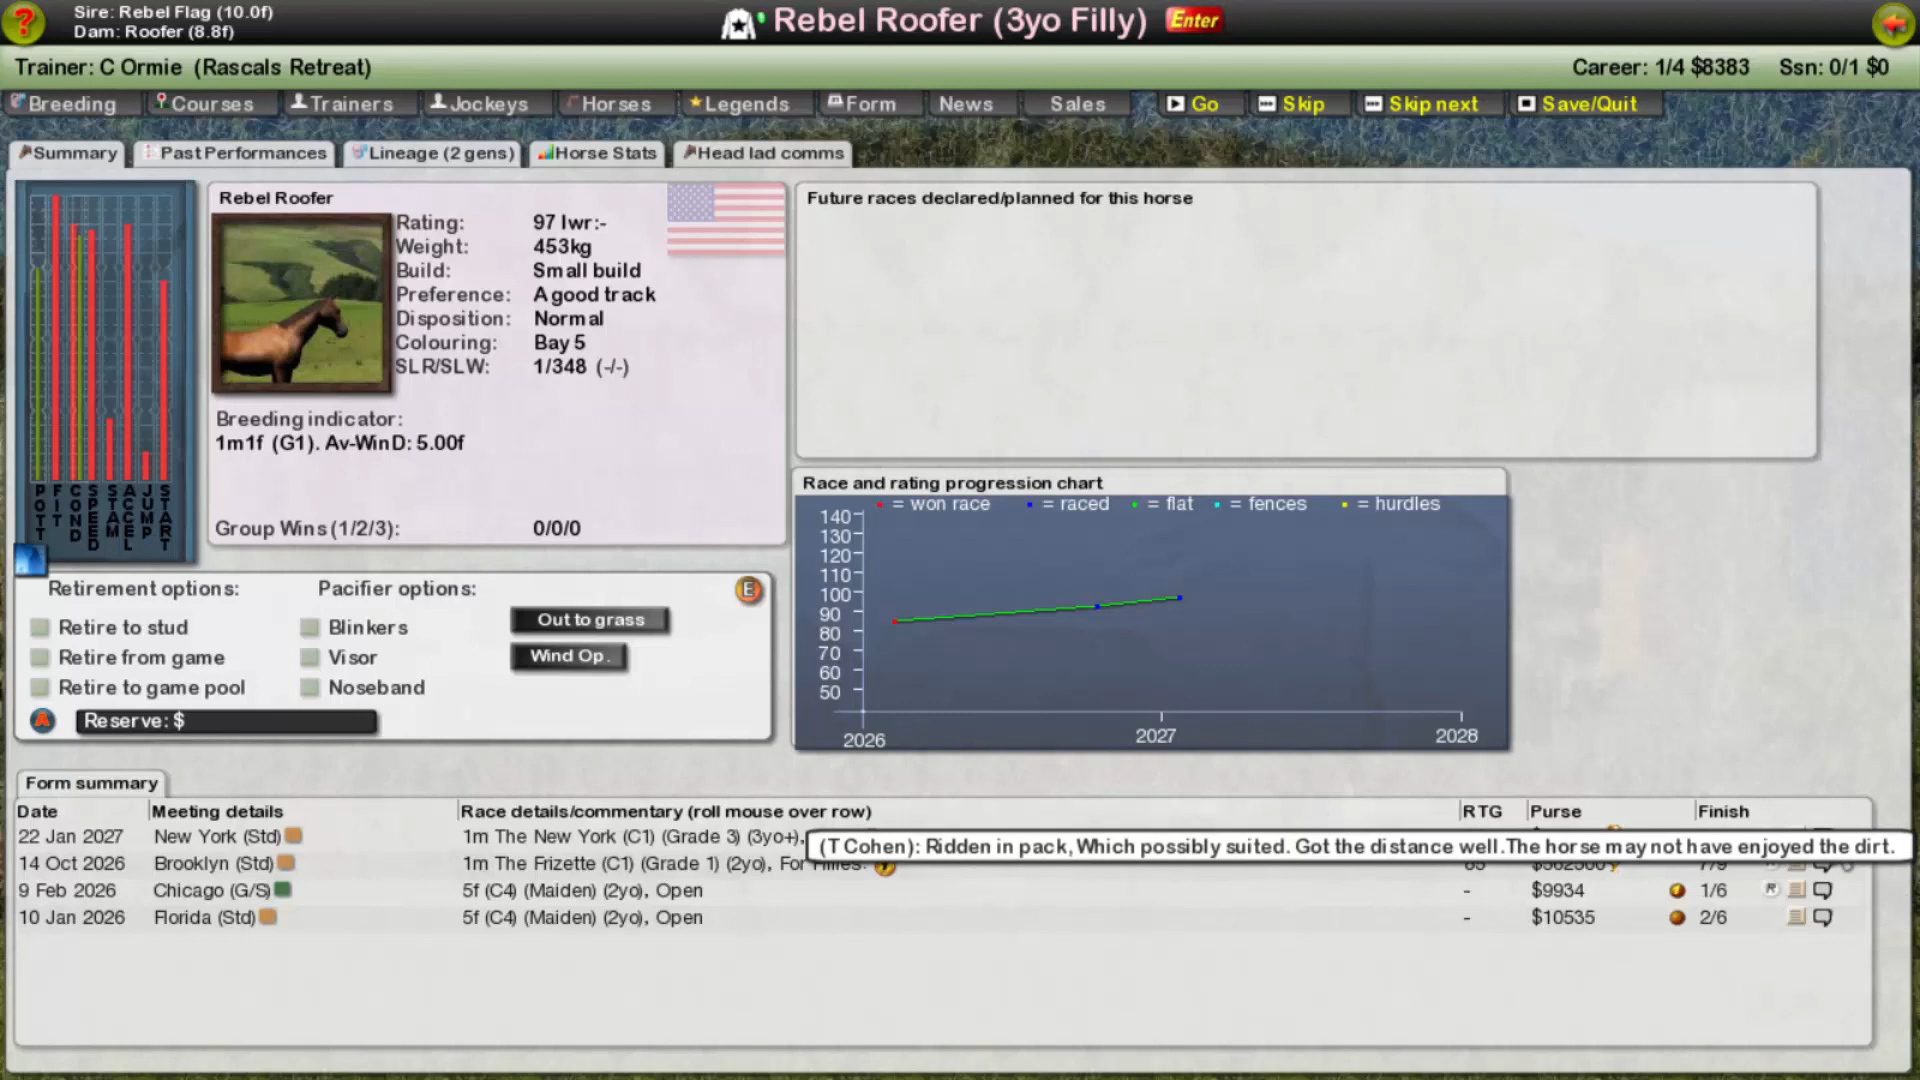 Sire: Rebel Flag (10.0f)
Dam: Roofer (8.8f)
Rebel Roofer (3yo Filly) Enter
Trainer: C Ormie (Rascals Retreat)
Career: 1/4 $8383 Ssn: 0/1 $0
Breeding Courses Trainers Jockeys Horses Legends Form News Sales Go Skip Skip next Save/Quit
Summary Past Performances Lineage (2 gens) Horse Stats Head lad comms
Rebel Roofer
Rating: 97 lwr:-
Weight: 453kg
Build: Small build
Preference: A good track
Disposition: Normal
Colouring: Bay 5
SLR/SLW: 1/348 (-/-)
Breeding indicator:
1m1f (G1). Av-WinD: 5.00f
Group Wins (1/2/3): 0/0/0
POTT FIT COND SPEED STAM ACCEL JUMP START
Future races declared/planned for this horse
Race and rating progression chart
= won race = raced = flat = fences = hurdles
140
130
120
110
100
90
80
70
60
50
2026 2027 2028
Retirement options: Pacifier options: E
Retire to stud Blinkers Out to grass
Retire from game Visor Wind Op.
Retire to game pool Noseband
A Reserve: $
Form summary
Date Meeting details Race details/commentary (roll mouse over row) RTG Purse Finish
22 Jan 2027 New York (Std) 1m The New York (C1) (Grade 3) (3yo+),
(T Cohen): Ridden in pack, Which possibly suited. Got the distance well.The horse may not have enjoyed the dirt.
14 Oct 2026 Brooklyn (Std) 1m The Frizette (C1) (Grade 1) (2yo), For Fillies.
9 Feb 2026 Chicago (G/S) 5f (C4) (Maiden) (2yo), Open - $9934 1/6 R
10 Jan 2026 Florida (Std) 5f (C4) (Maiden) (2yo), Open - $10535 2/6